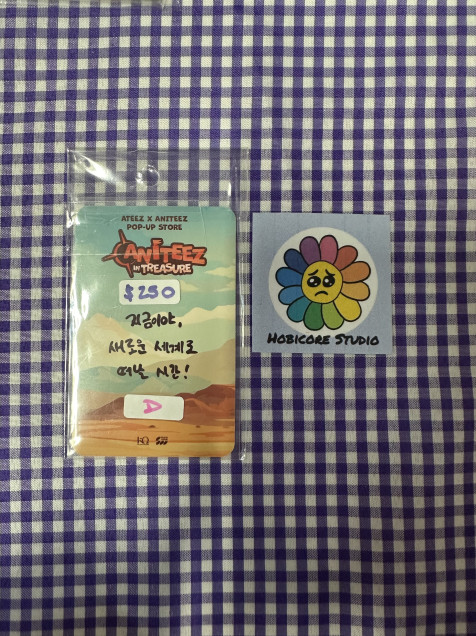 ATEEZ X ANITEEZ
POP-UP STORE
ANITEEZ
IN TREASURE
$250
지금이야,
새로운 세계로
떠날 시간!
A
EQ
HOBICORE STUDIO